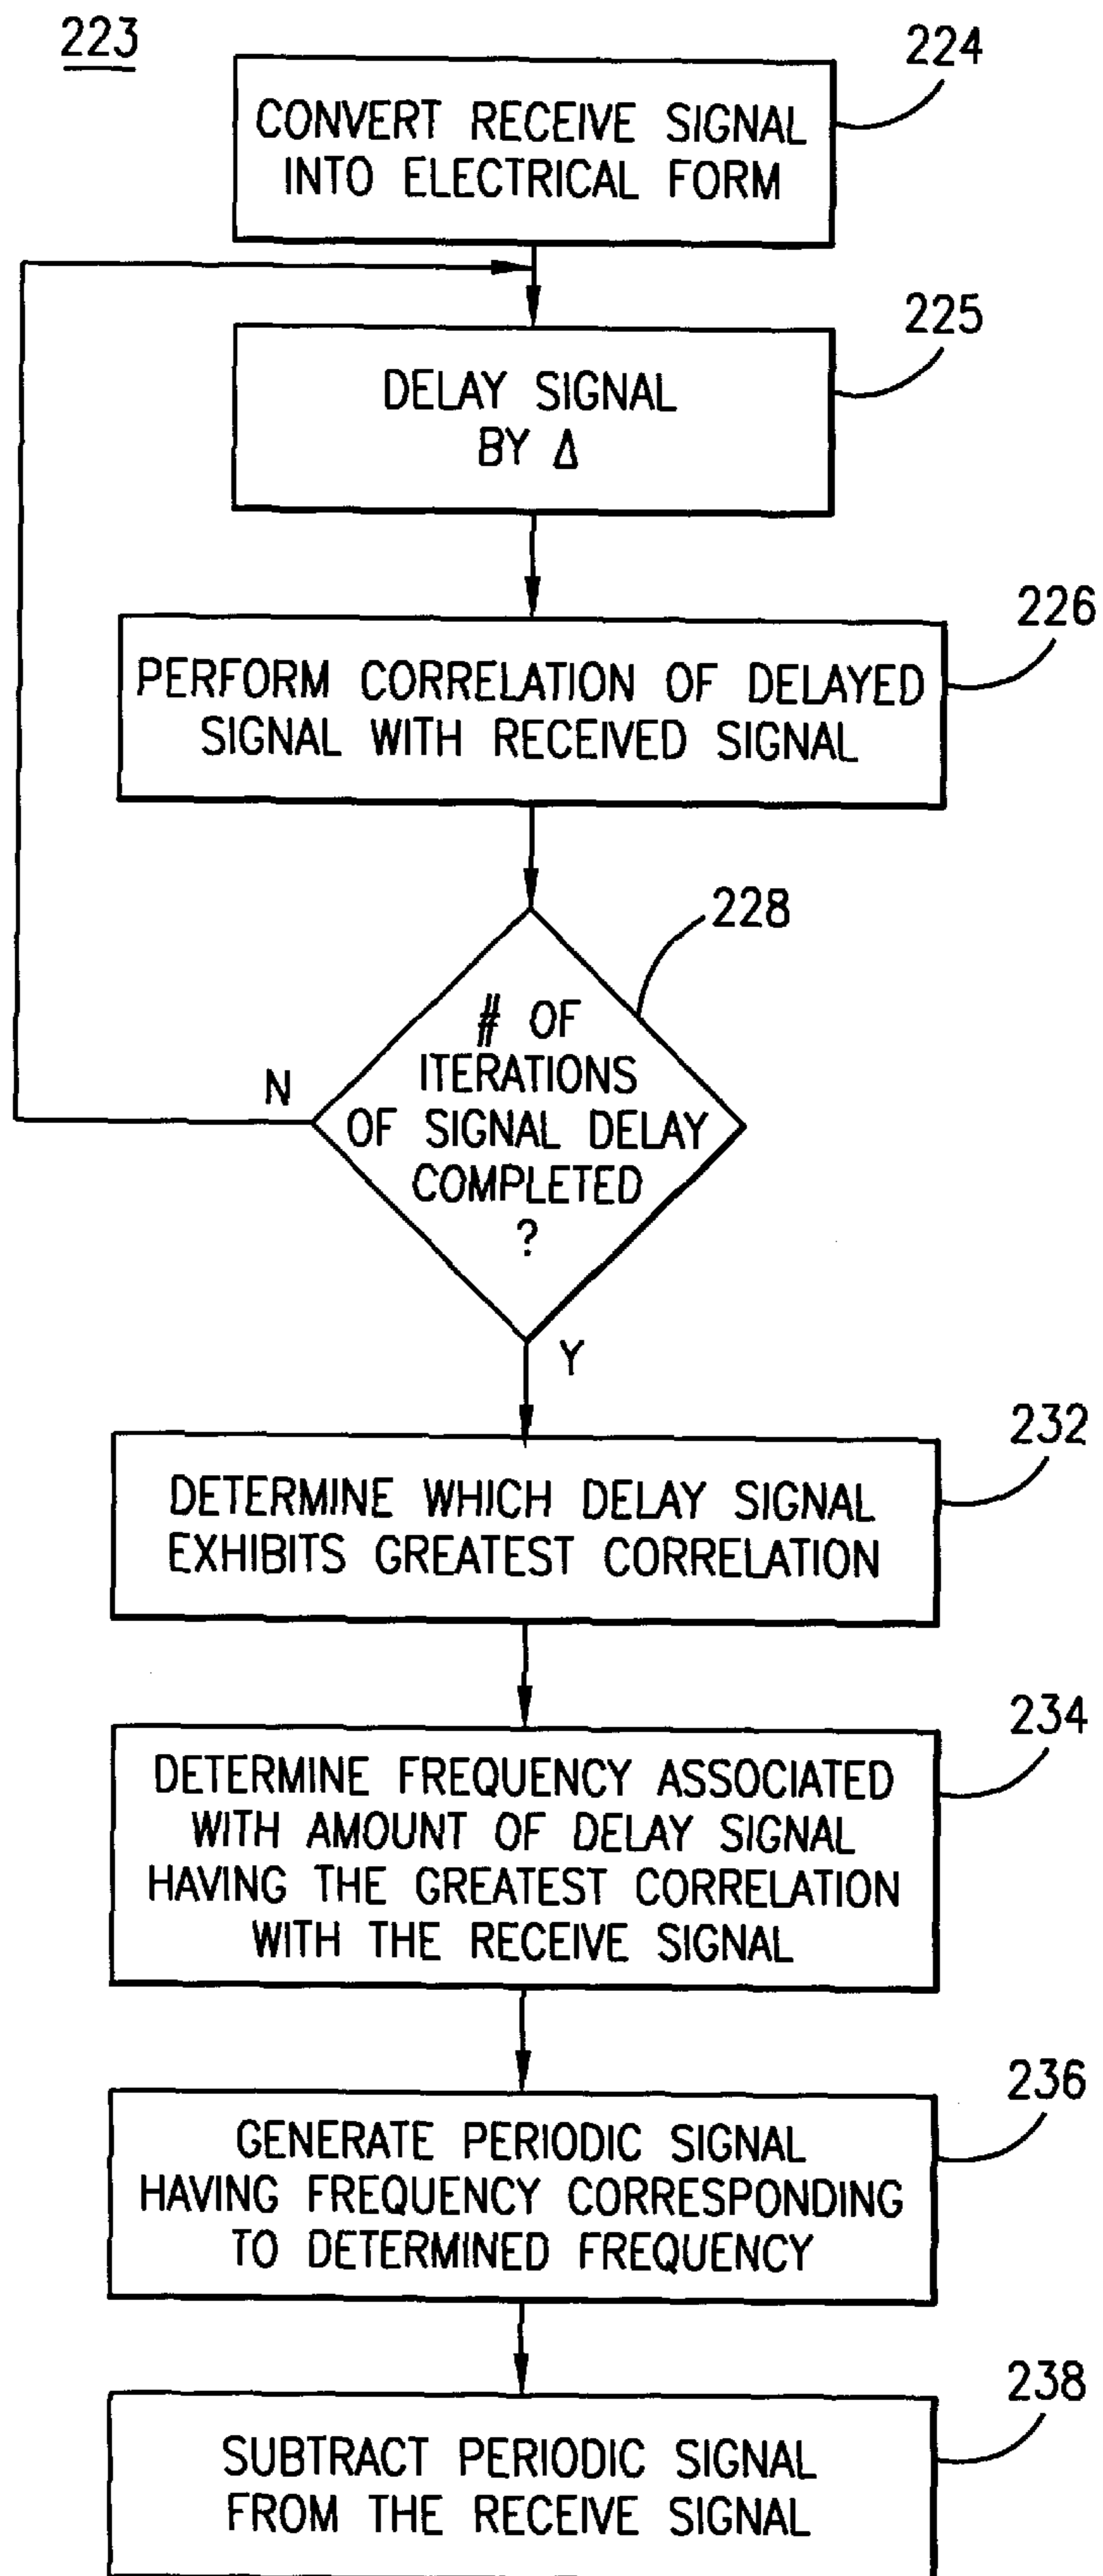 223
224
CONVERT RECEIVE SIGNAL
INTO ELECTRICAL FORM
225
DELAY SIGNAL
BY Δ
226
PERFORM CORRELATION OF DELAYED
SIGNAL WITH RECEIVED SIGNAL
228
# OF
ITERATIONS
OF SIGNAL DELAY
COMPLETED
?
N
Y
232
DETERMINE WHICH DELAY SIGNAL
EXHIBITS GREATEST CORRELATION
234
DETERMINE FREQUENCY ASSOCIATED
WITH AMOUNT OF DELAY SIGNAL
HAVING THE GREATEST CORRELATION
WITH THE RECEIVE SIGNAL
236
GENERATE PERIODIC SIGNAL
HAVING FREQUENCY CORRESPONDING
TO DETERMINED FREQUENCY
238
SUBTRACT PERIODIC SIGNAL
FROM THE RECEIVE SIGNAL